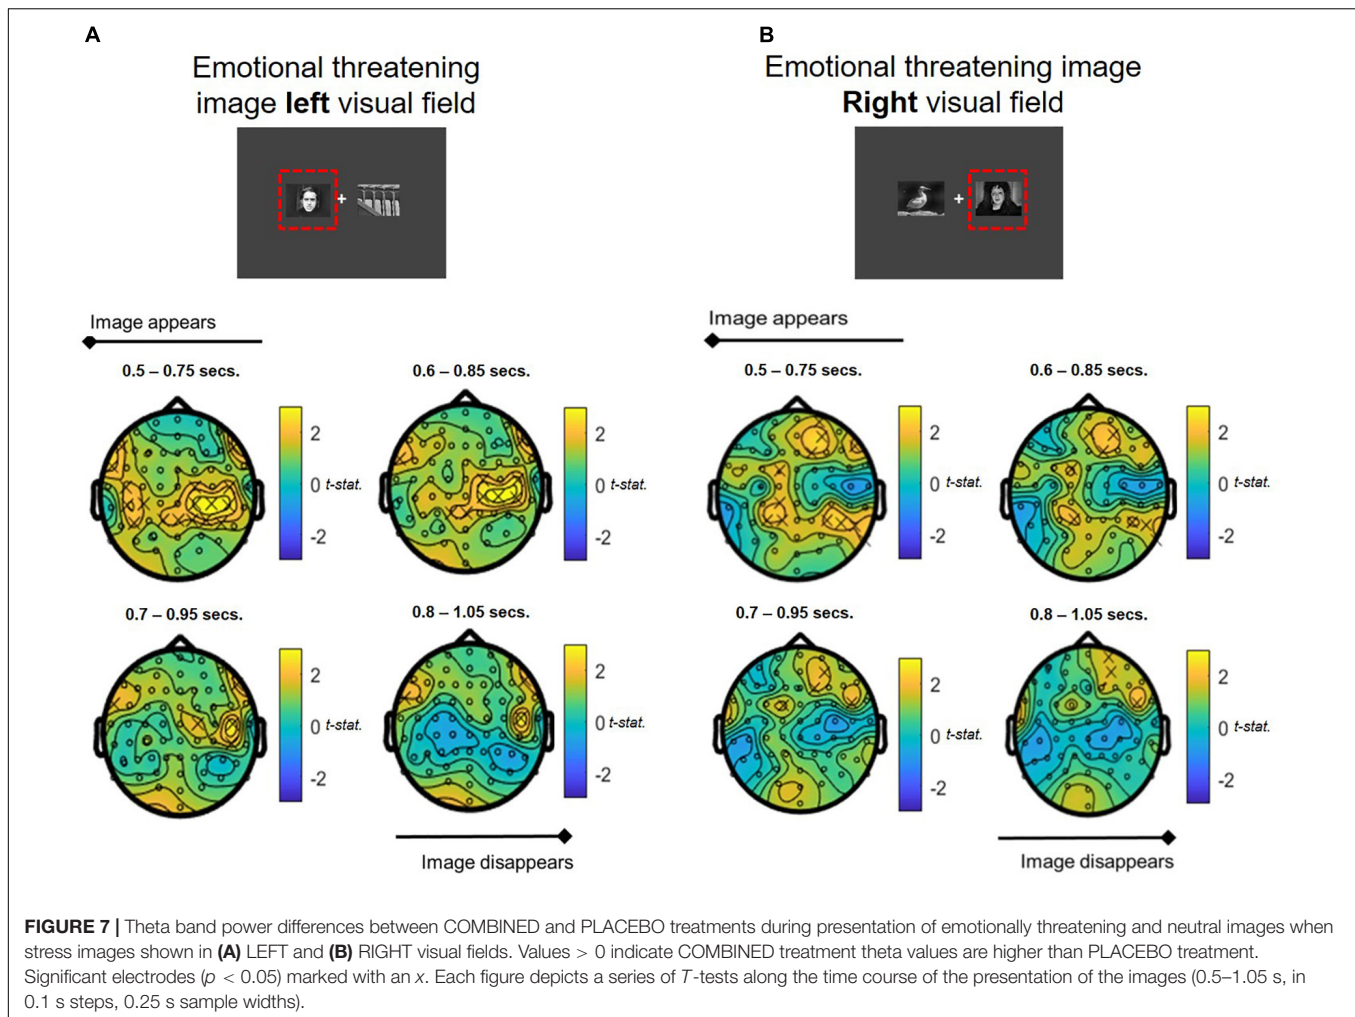 A
Emotional threatening
image left visual field
Image appears
0.5 – 0.75 secs.
2
0 t-stat.
-2
0.6 – 0.85 secs.
2
0 t-stat.
-2
0.7 – 0.95 secs.
2
0 t-stat.
-2
0.8 – 1.05 secs.
2
0 t-stat.
-2
Image disappears
B
Emotional threatening image
Right visual field
Image appears
0.5 – 0.75 secs.
2
0 t-stat.
-2
0.6 – 0.85 secs.
2
0 t-stat.
-2
0.7 – 0.95 secs.
2
0 t-stat.
-2
0.8 – 1.05 secs.
2
0 t-stat.
-2
Image disappears
FIGURE 7 | Theta band power differences between COMBINED and PLACEBO treatments during presentation of emotionally threatening and neutral images when
stress images shown in (A) LEFT and (B) RIGHT visual fields. Values > 0 indicate COMBINED treatment theta values are higher than PLACEBO treatment.
Significant electrodes (p < 0.05) marked with an x. Each figure depicts a series of T-tests along the time course of the presentation of the images (0.5–1.05 s, in
0.1 s steps, 0.25 s sample widths).